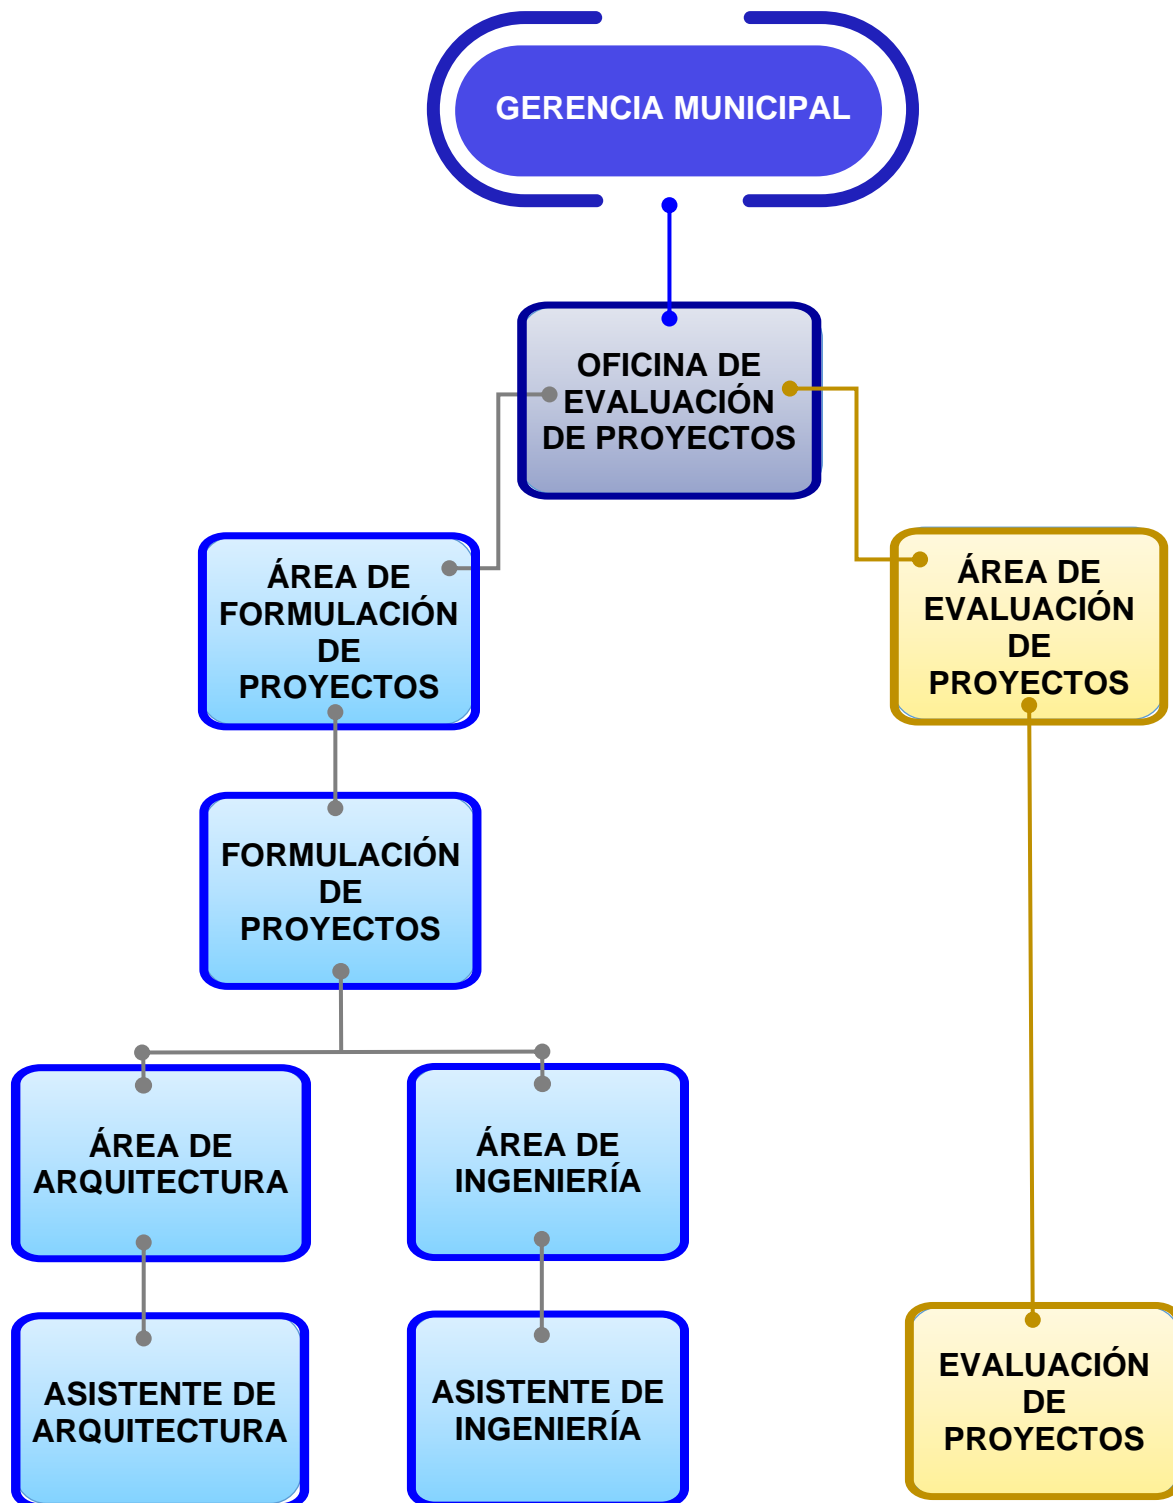 GERENCIA MUNICIPAL
OFICINA DE
EVALUACIÓN
DE PROYECTOS
ÁREA DE
FORMULACIÓN
DE
PROYECTOS
ÁREA DE
EVALUACIÓN
DE
PROYECTOS
FORMULACIÓN
DE
PROYECTOS
ÁREA DE
ARQUITECTURA
ÁREA DE
INGENIERÍA
ASISTENTE DE
ARQUITECTURA
ASISTENTE DE
INGENIERÍA
EVALUACIÓN
DE
PROYECTOS